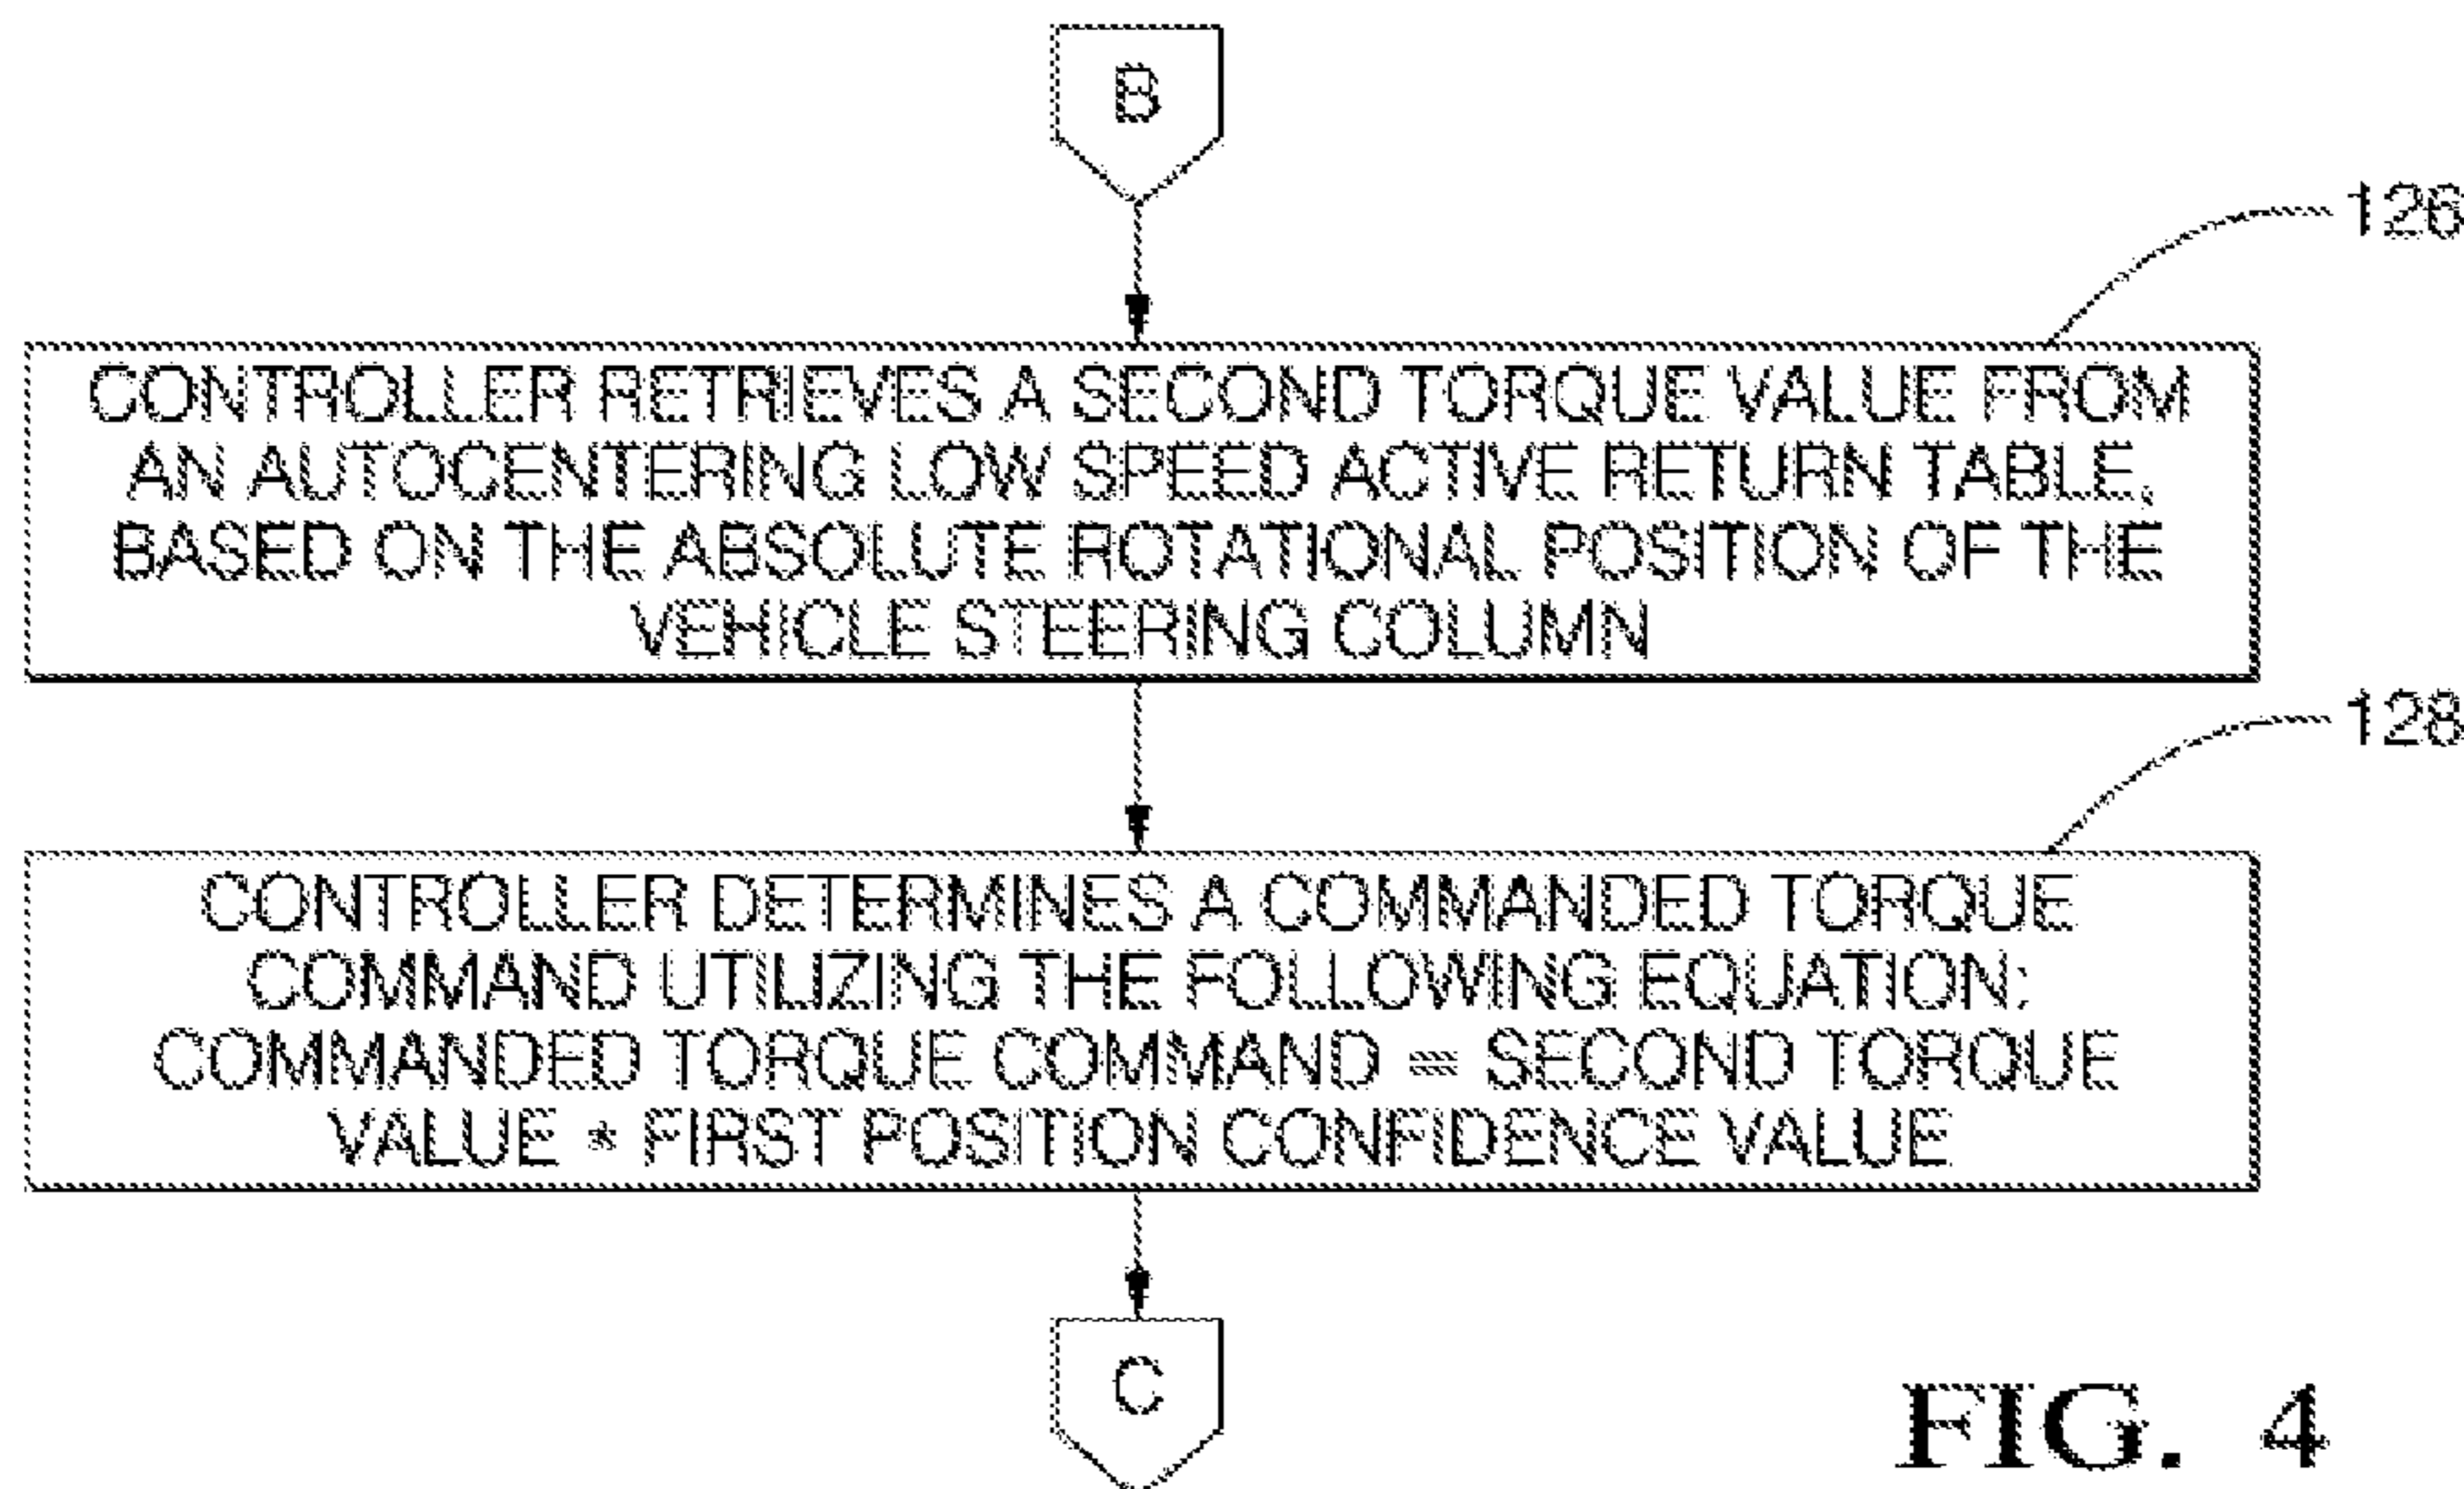 B
126
CONTROLLER RETRIEVES A SECOND TORQUE VALUE FROM
AN AUTOCENTERING LOW SPEED ACTIVE RETURN TABLE,
BASED ON THE ABSOLUTE ROTATIONAL POSITION OF THE
VEHICLE STEERING COLUMN
128
CONTROLLER DETERMINES A COMMANDED TORQUE
COMMAND UTILIZING THE FOLLOWING EQUATION:
COMMANDED TORQUE COMMAND = SECOND TORQUE
VALUE * FIRST POSITION CONFIDENCE VALUE
C
FIG. 4